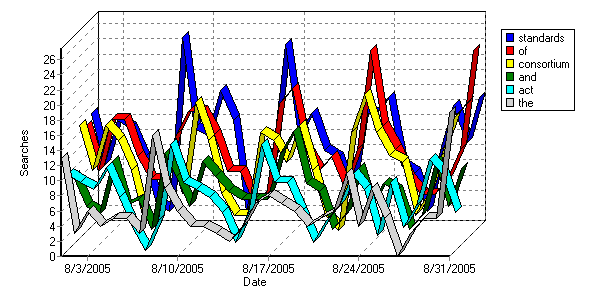 Searches
26
24
22
20
18
16
14
12
10
8
6
4
2
0
8/3/2005 8/10/2005 8/17/2005 8/24/2005 8/31/2005
Date
standards
of
consortium
and
act
the